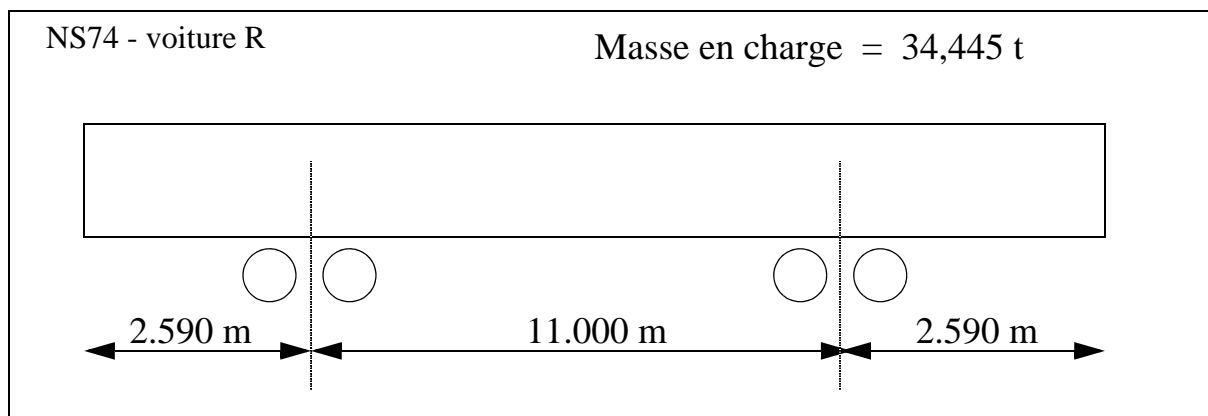 NS74 - voiture R
Masse en charge = 34,445 t
2.590 m
11.000 m
2.590 m